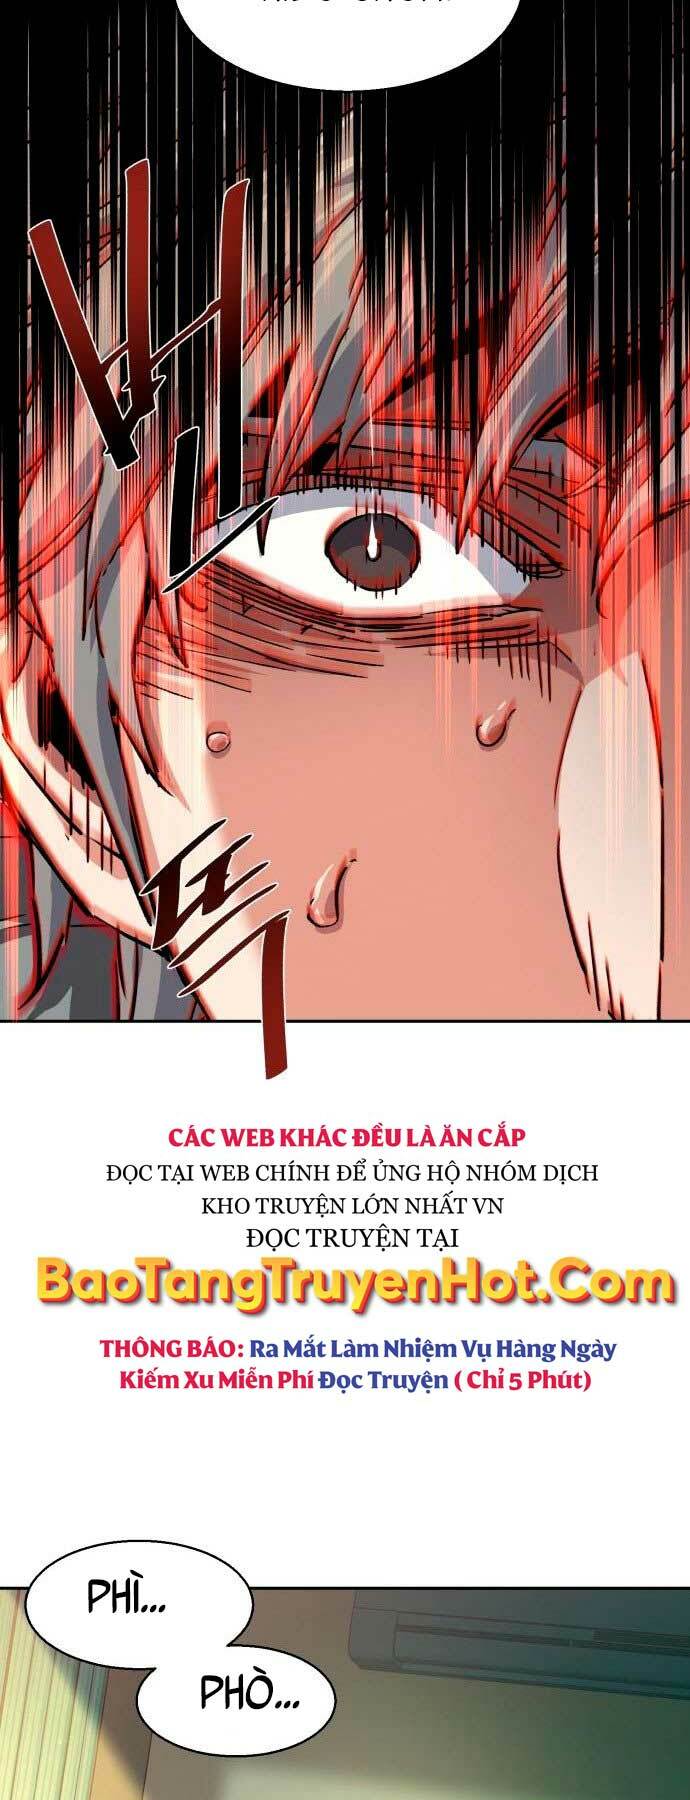 빠
득
CÁC WEB KHÁC ĐỀU LÀ ĂN CẮP
ĐỌC TẠI WEB CHÍNH ĐỂ ỦNG HỘ NHÓM DỊCH
KHO TRUYỆN LỚN NHẤT VN
ĐỌC TRUYỆN TẠI
BaoTangTruyenHot.Com
THÔNG BÁO: Ra Mắt Làm Nhiệm Vụ Hàng Ngày
Kiếm Xu Miễn Phí Đọc Truyện ( Chỉ 5 Phút)
PHÌ...
PHÒ...